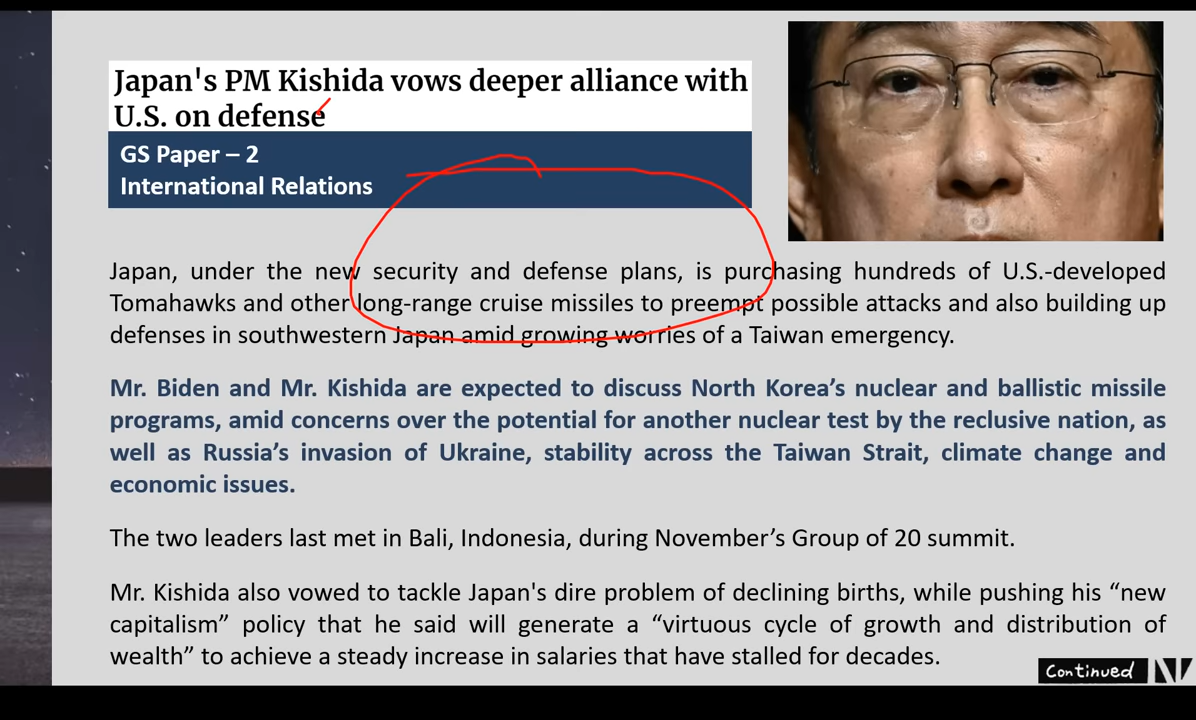 Japan's PM Kishida vows deeper alliance with
U.S. on defense
GS Paper – 2
International Relations
Japan, under the new security and defense plans, is purchasing hundreds of U.S.-developed
Tomahawks and other long-range cruise missiles to preempt possible attacks and also building up
defenses in southwestern Japan amid growing worries of a Taiwan emergency.
Mr. Biden and Mr. Kishida are expected to discuss North Korea’s nuclear and ballistic missile
programs, amid concerns over the potential for another nuclear test by the reclusive nation, as
well as Russia’s invasion of Ukraine, stability across the Taiwan Strait, climate change and
economic issues.
The two leaders last met in Bali, Indonesia, during November’s Group of 20 summit.
Mr. Kishida also vowed to tackle Japan's dire problem of declining births, while pushing his “new
capitalism” policy that he said will generate a “virtuous cycle of growth and distribution of
wealth” to achieve a steady increase in salaries that have stalled for decades.
Continued